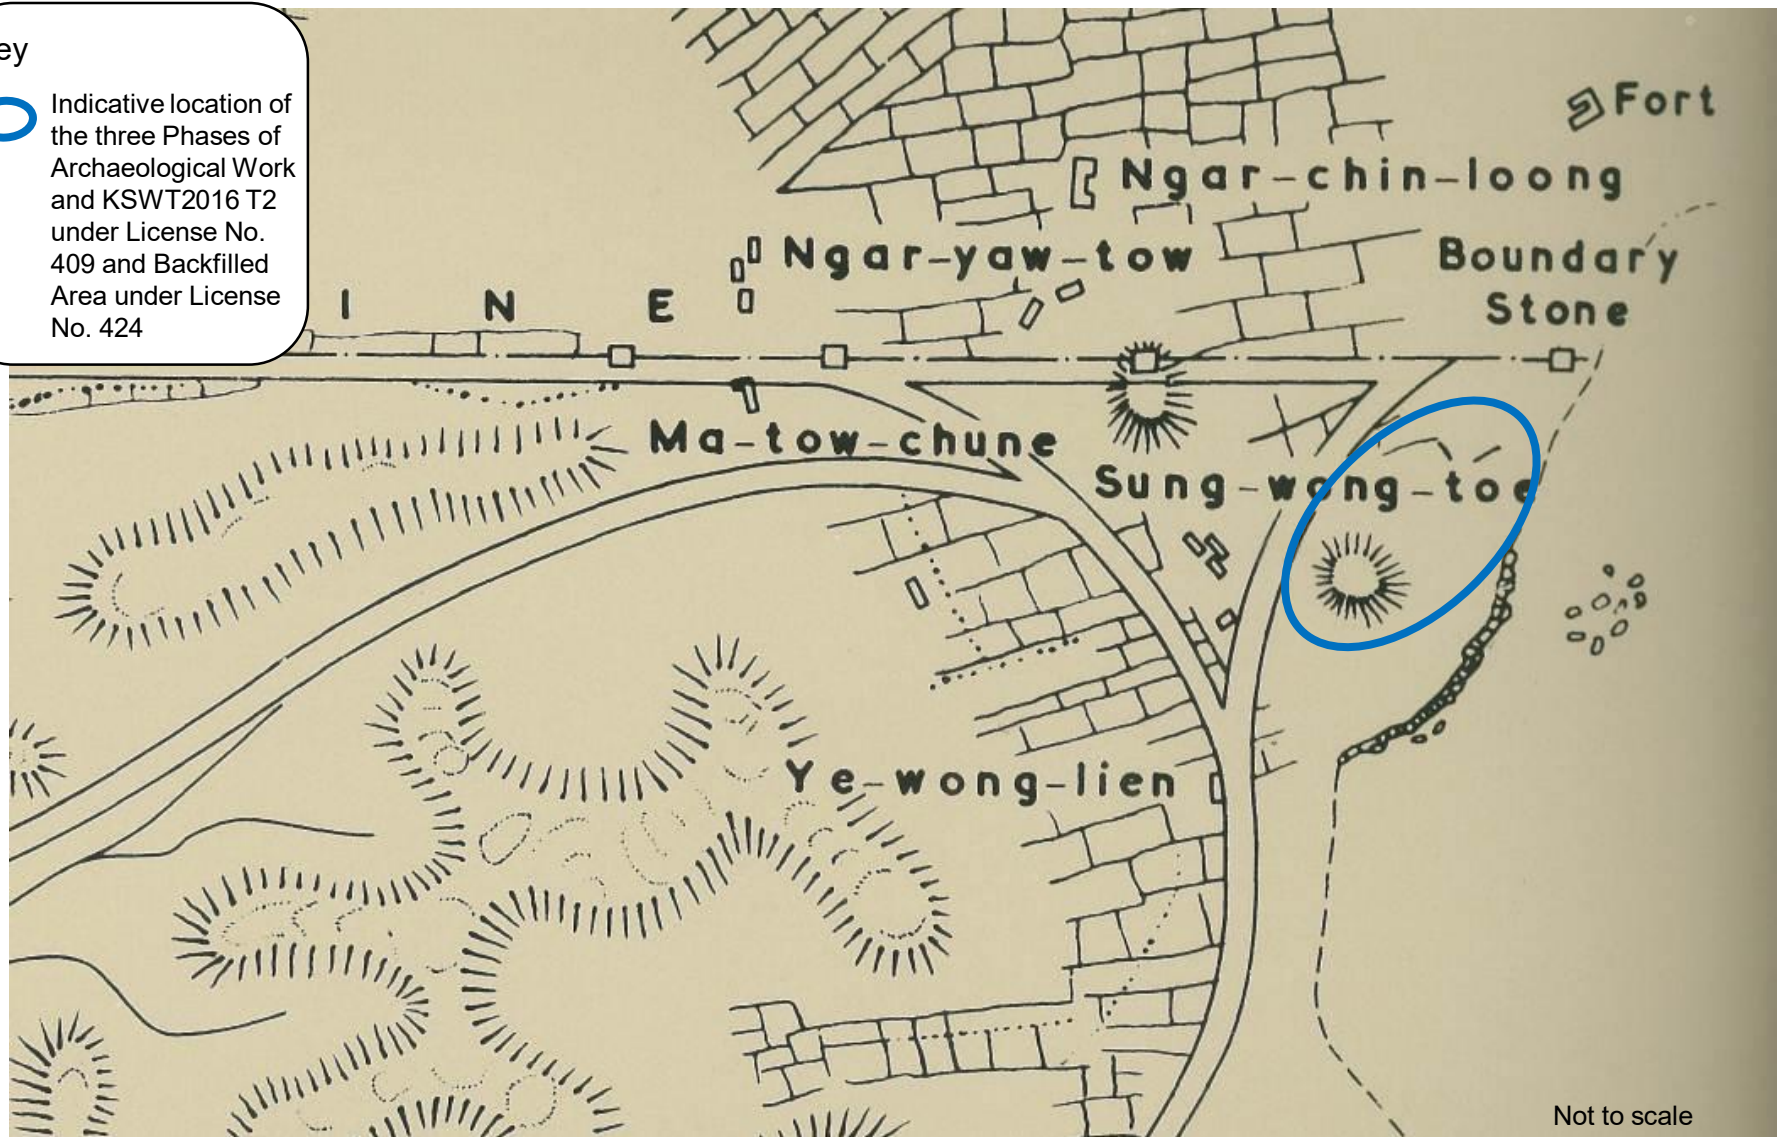 ey
Indicative location of
the three Phases of
Archaeological Work
and KSWT2016 T2
under License No.
409 and Backfilled
Area under License
No. 424
Fort
Ngar-chin-loong
Ngar-yaw-tow
Boundary
Stone
I N E
Ma-tow-chune
Sung-wong-toe
Ye-wong-lien
Not to scale